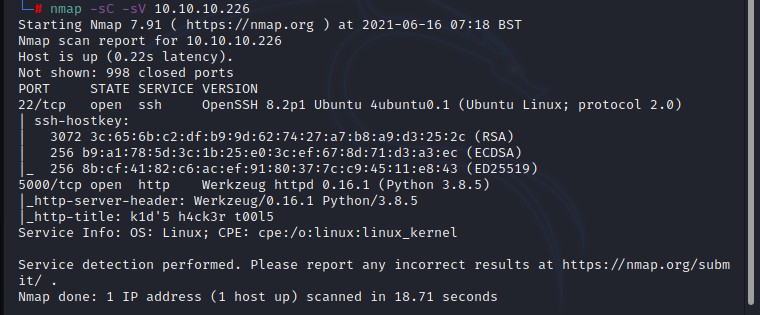 └─# nmap -sC -sV 10.10.10.226
Starting Nmap 7.91 ( https://nmap.org ) at 2021-06-16 07:18 BST
Nmap scan report for 10.10.10.226
Host is up (0.22s latency).
Not shown: 998 closed ports
PORT     STATE SERVICE VERSION
22/tcp   open  ssh     OpenSSH 8.2p1 Ubuntu 4ubuntu0.1 (Ubuntu Linux; protocol 2.0)
| ssh-hostkey:
|   3072 3c:65:6b:c2:df:b9:9d:62:74:27:a7:b8:a9:d3:25:2c (RSA)
|   256 b9:a1:78:5d:3c:1b:25:e0:3c:ef:67:8d:71:d3:a3:ec (ECDSA)
|_  256 8b:cf:41:82:c6:ac:ef:91:80:37:7c:c9:45:11:e8:43 (ED25519)
5000/tcp open  http    Werkzeug httpd 0.16.1 (Python 3.8.5)
|_http-server-header: Werkzeug/0.16.1 Python/3.8.5
|_http-title: k1d'5 h4ck3r t00l5
Service Info: OS: Linux; CPE: cpe:/o:linux:linux_kernel
Service detection performed. Please report any incorrect results at https://nmap.org/subm
it/ .
Nmap done: 1 IP address (1 host up) scanned in 18.71 seconds